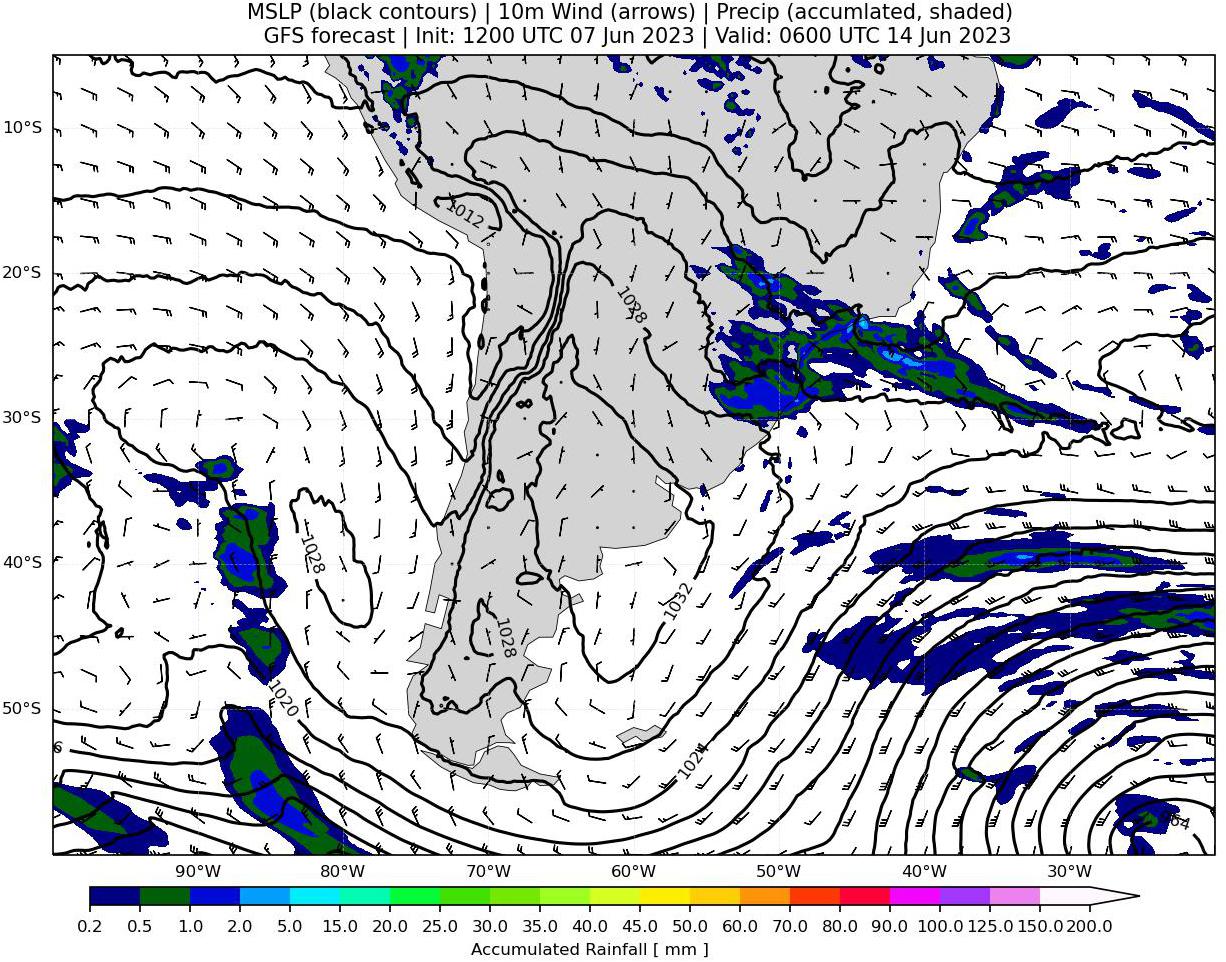 MSLP (black contours) | 10m Wind (arrows) | Precip (accumlated, shaded)
GFS forecast | Init: 1200 UTC 07 Jun 2023 | Valid: 0600 UTC 14 Jun 2023
10°S
1012
20°S
1028
30°S
1028
40°S
1032
1028
50°S
1020
6
1024
964
90°W 80°W 70°W 60°W 50°W 40°W 30°W
0.2 0.5 1.0 2.0 5.0 10.0 15.0 20.0 25.0 30.0 35.0 40.0 45.0 50.0 60.0 70.0 80.0 90.0 100.0 125.0 150.0 200.0
Accumulated Rainfall [ mm ]